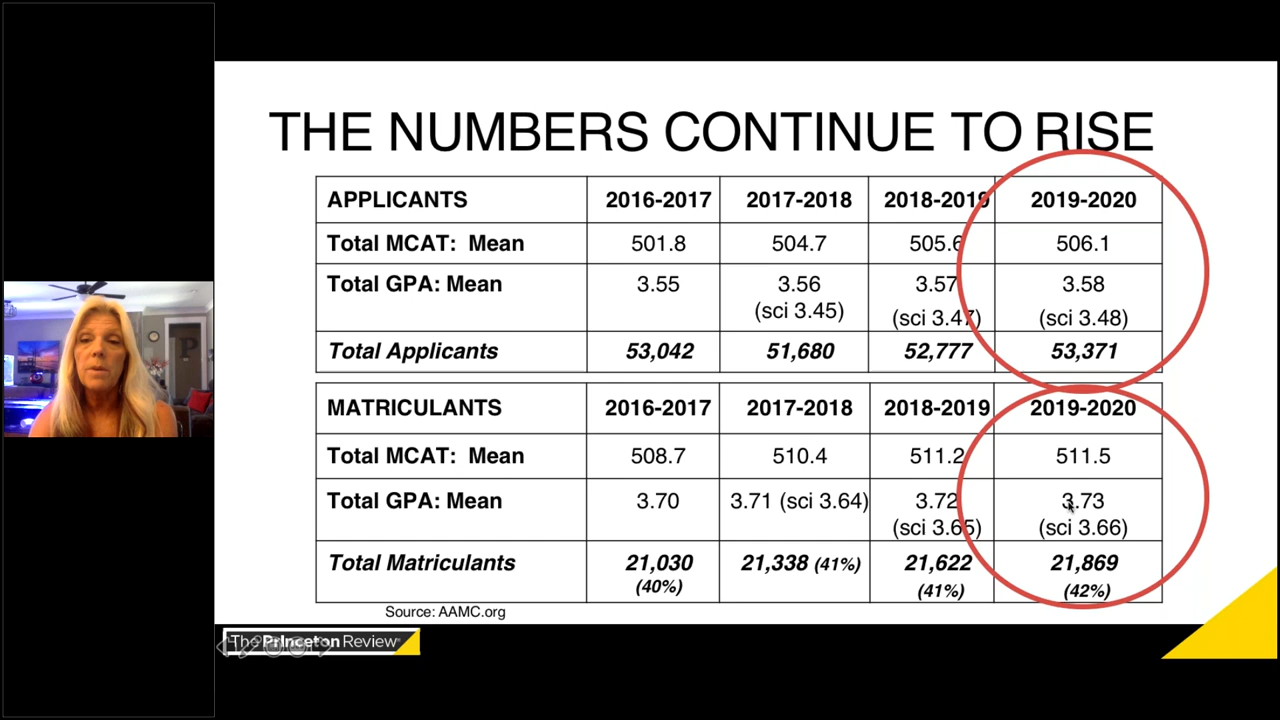 THE NUMBERS CONTINUE TO RISE
APPLICANTS 2016-2017 2017-2018 2018-2019 2019-2020
Total MCAT: Mean 501.8 504.7 505.6 506.1
Total GPA: Mean 3.55 3.56 3.57 3.58
(sci 3.45) (sci 3.47) (sci 3.48)
Total Applicants 53,042 51,680 52,777 53,371
MATRICULANTS 2016-2017 2017-2018 2018-2019 2019-2020
Total MCAT: Mean 508.7 510.4 511.2 511.5
Total GPA: Mean 3.70 3.71 (sci 3.64) 3.72 3.73
(sci 3.65) (sci 3.66)
Total Matriculants 21,030 21,338 (41%) 21,622 21,869
(40%) (41%) (42%)
Source: AAMC.org
The Princeton Review
P